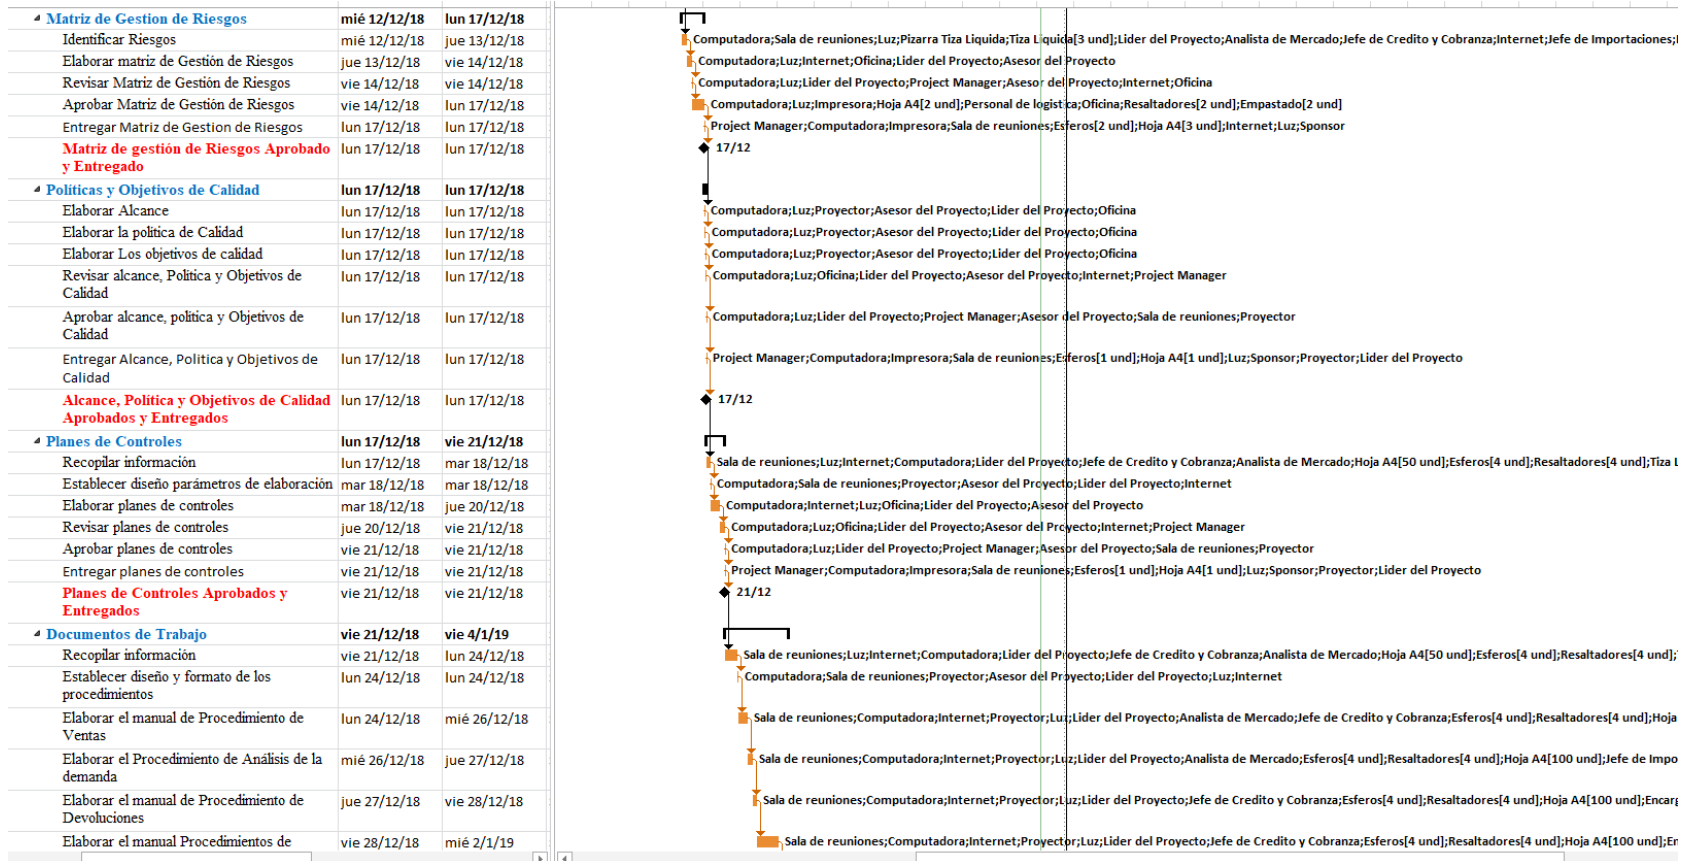 Matriz de Gestion de Riesgos mié 12/12/18 lun 17/12/18
Identificar Riesgos mié 12/12/18 jue 13/12/18 Computadora;Sala de reuniones;Luz;Pizarra Tiza Liquida;Tiza Liquida[3 und];Lider del Proyecto;Analista de Mercado;Jefe de Credito y Cobranza;Internet;Jefe de Importaciones;
Elaborar matriz de Gestión de Riesgos jue 13/12/18 vie 14/12/18 Computadora;Luz;Internet;Oficina;Lider del Proyecto;Asesor del Proyecto
Revisar Matriz de Gestión de Riesgos vie 14/12/18 vie 14/12/18 Computadora;Luz;Lider del Proyecto;Project Manager;Asesor del Proyecto;Internet;Oficina
Aprobar Matriz de Gestión de Riesgos vie 14/12/18 lun 17/12/18 Computadora;Luz;Impresora;Hoja A4[2 und];Personal de logistica;Oficina;Resaltadores[2 und];Empastado[2 und]
Entregar Matriz de Gestion de Riesgos lun 17/12/18 lun 17/12/18 Project Manager;Computadora;Impresora;Sala de reuniones;Esferos[2 und];Hoja A4[3 und];Internet;Luz;Sponsor
Matriz de gestión de Riesgos Aprobado lun 17/12/18 lun 17/12/18 17/12
y Entregado
Políticas y Objetivos de Calidad lun 17/12/18 lun 17/12/18
Elaborar Alcance lun 17/12/18 lun 17/12/18 Computadora;Luz;Proyector;Asesor del Proyecto;Lider del Proyecto;Oficina
Elaborar la politica de Calidad lun 17/12/18 lun 17/12/18 Computadora;Luz;Proyector;Asesor del Proyecto;Lider del Proyecto;Oficina
Elaborar Los objetivos de calidad lun 17/12/18 lun 17/12/18 Computadora;Luz;Proyector;Asesor del Proyecto;Lider del Proyecto;Oficina
Revisar alcance, Politica y Objetivos de lun 17/12/18 lun 17/12/18 Computadora;Luz;Oficina;Lider del Proyecto;Asesor del Proyecto;Internet;Project Manager
Calidad
Aprobar alcance, politica y Objetivos de lun 17/12/18 lun 17/12/18 Computadora;Luz;Lider del Proyecto;Project Manager;Asesor del Proyecto;Sala de reuniones;Proyector
Calidad
Entregar Alcance, Politica y Objetivos de lun 17/12/18 lun 17/12/18 Project Manager;Computadora;Impresora;Sala de reuniones;Esferos[1 und];Hoja A4[1 und];Luz;Sponsor;Proyector;Lider del Proyecto
Calidad
Alcance, Política y Objetivos de Calidad lun 17/12/18 lun 17/12/18 17/12
Aprobados y Entregados
Planes de Controles lun 17/12/18 vie 21/12/18
Recopilar información lun 17/12/18 mar 18/12/18 Sala de reuniones;Luz;Internet;Computadora;Lider del Proyecto;Jefe de Credito y Cobranza;Analista de Mercado;Hoja A4[50 und];Esferos[4 und];Resaltadores[4 und];Tiza
Establecer diseño parámetros de elaboración mar 18/12/18 mar 18/12/18 Computadora;Sala de reuniones;Proyector;Asesor del Proyecto;Lider del Proyecto;Internet
Elaborar planes de controles mar 18/12/18 jue 20/12/18 Computadora;Internet;Luz;Oficina;Lider del Proyecto;Asesor del Proyecto
Revisar planes de controles jue 20/12/18 vie 21/12/18 Computadora;Luz;Oficina;Lider del Proyecto;Asesor del Proyecto;Internet;Project Manager
Aprobar planes de controles vie 21/12/18 vie 21/12/18 Computadora;Luz;Lider del Proyecto;Project Manager;Asesor del Proyecto;Sala de reuniones;Proyector
Entregar planes de controles vie 21/12/18 vie 21/12/18 Project Manager;Computadora;Impresora;Sala de reuniones;Esferos[1 und];Hoja A4[1 und];Luz;Sponsor;Proyector;Lider del Proyecto
Planes de Controles Aprobados y vie 21/12/18 vie 21/12/18 21/12
Entregados
Documentos de Trabajo vie 21/12/18 vie 4/1/19
Recopilar información vie 21/12/18 lun 24/12/18 Sala de reuniones;Luz;Internet;Computadora;Lider del Proyecto;Jefe de Credito y Cobranza;Analista de Mercado;Hoja A4[50 und];Esferos[4 und];Resaltadores[4 und];
Establecer diseño y formato de los lun 24/12/18 lun 24/12/18 Computadora;Sala de reuniones;Proyector;Asesor del Proyecto;Lider del Proyecto;Luz;Internet
procedimientos
Elaborar el manual de Procedimiento de lun 24/12/18 mié 26/12/18 Sala de reuniones;Computadora;Internet;Proyector;Luz;Lider del Proyecto;Analista de Mercado;Jefe de Credito y Cobranza;Esferos[4 und];Resaltadores[4 und];Hoja
Ventas
Elaborar el Procedimiento de Análisis de la mié 26/12/18 jue 27/12/18 Sala de reuniones;Computadora;Internet;Proyector;Luz;Lider del Proyecto;Analista de Mercado;Esferos[4 und];Resaltadores[4 und];Hoja A4[100 und];Jefe de Impo
demanda
Elaborar el manual de Procedimiento de jue 27/12/18 vie 28/12/18 Sala de reuniones;Computadora;Internet;Proyector;Luz;Lider del Proyecto;Jefe de Credito y Cobranza;Esferos[4 und];Resaltadores[4 und];Hoja A4[100 und];Encarg
Devoluciones
Elaborar el manual Procedimientos de vie 28/12/18 mié 2/1/19 Sala de reuniones;Computadora;Internet;Proyector;Luz;Lider del Proyecto;Jefe de Credito y Cobranza;Esferos[4 und];Resaltadores[4 und];Hoja A4[100 und];En